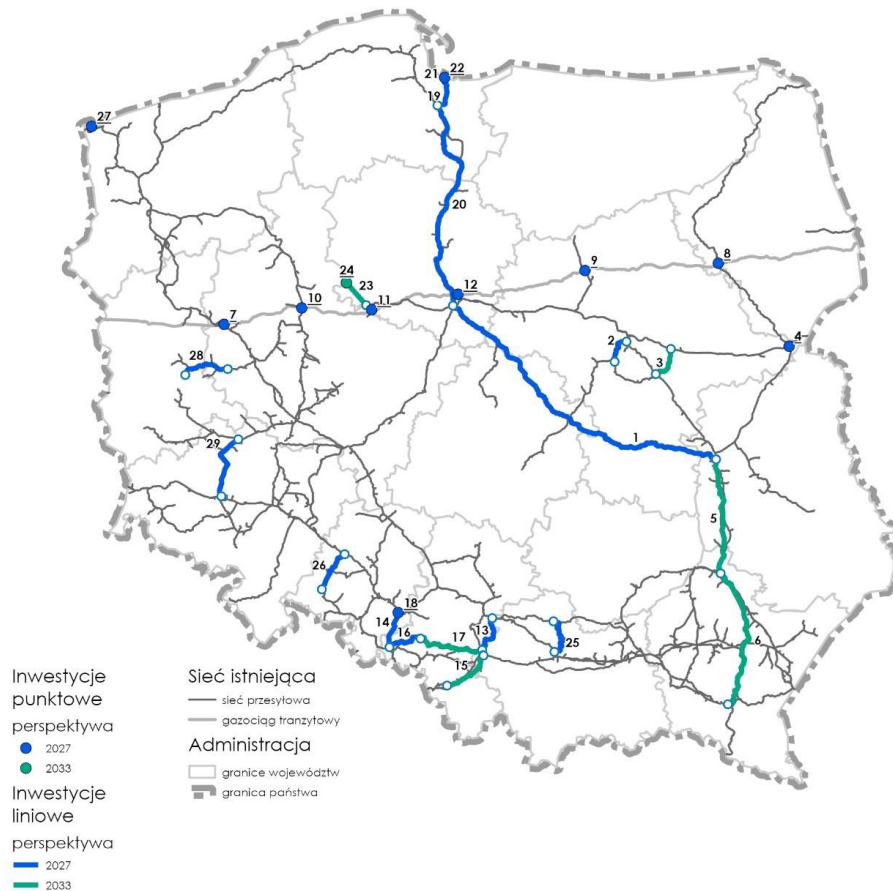 21
22
19
27
20
24
23
12
11
9
8
10
7
28
2
3
4
29
1
5
26
18
14
16
17
13
15
25
6
Inwestycje
punktowe
perspektywa
2027
2033
Inwestycje
liniowe
perspektywa
2027
2033
Sieć istniejąca
sieć przesyłowa
gazociąg tranzytowy
Administracja
granice województw
granica państwa